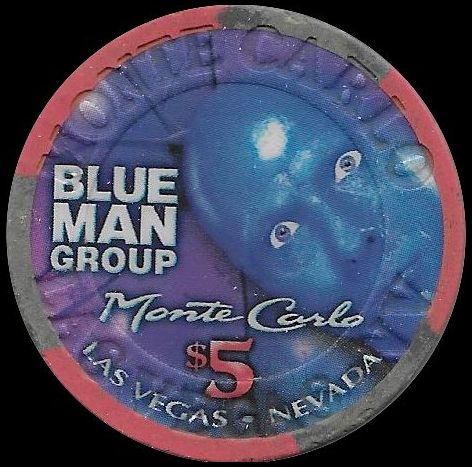 MONTE CARLO
BLUE
MAN
GROUP
Monte Carlo
$5
LAS VEGAS • NEVADA